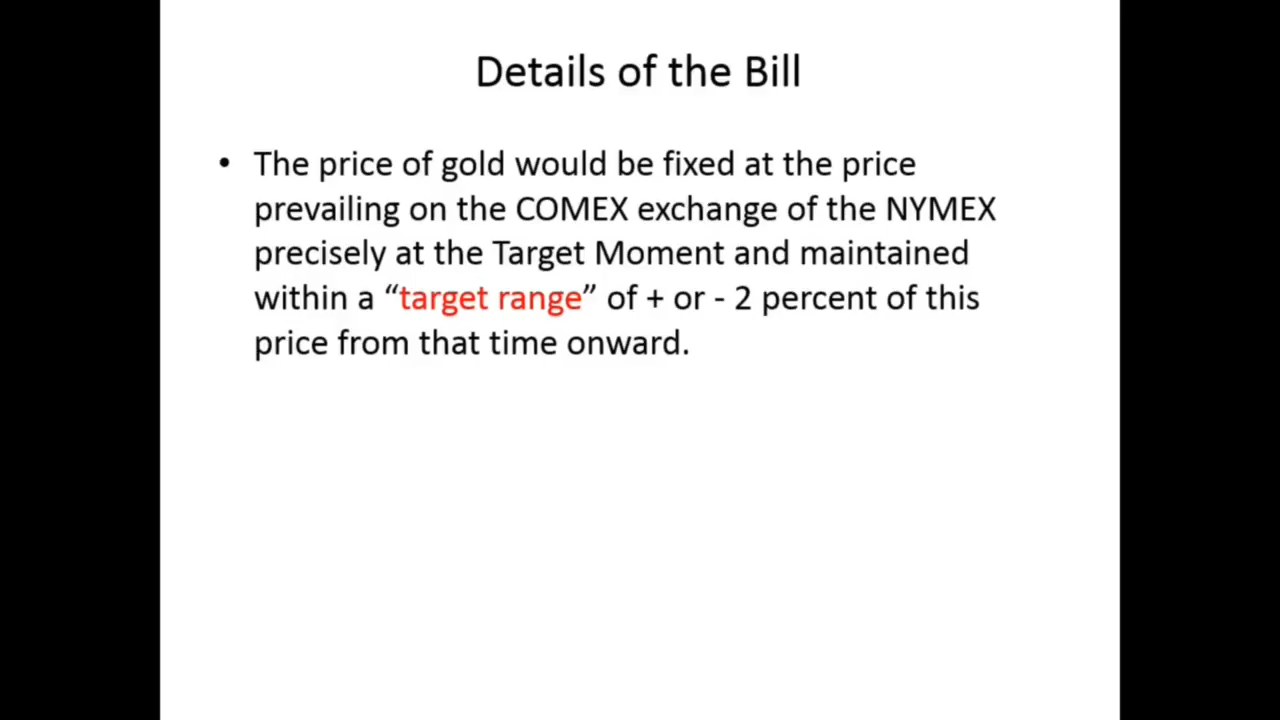 Details of the Bill
• The price of gold would be fixed at the price
prevailing on the COMEX exchange of the NYMEX
precisely at the Target Moment and maintained
within a “target range” of + or - 2 percent of this
price from that time onward.